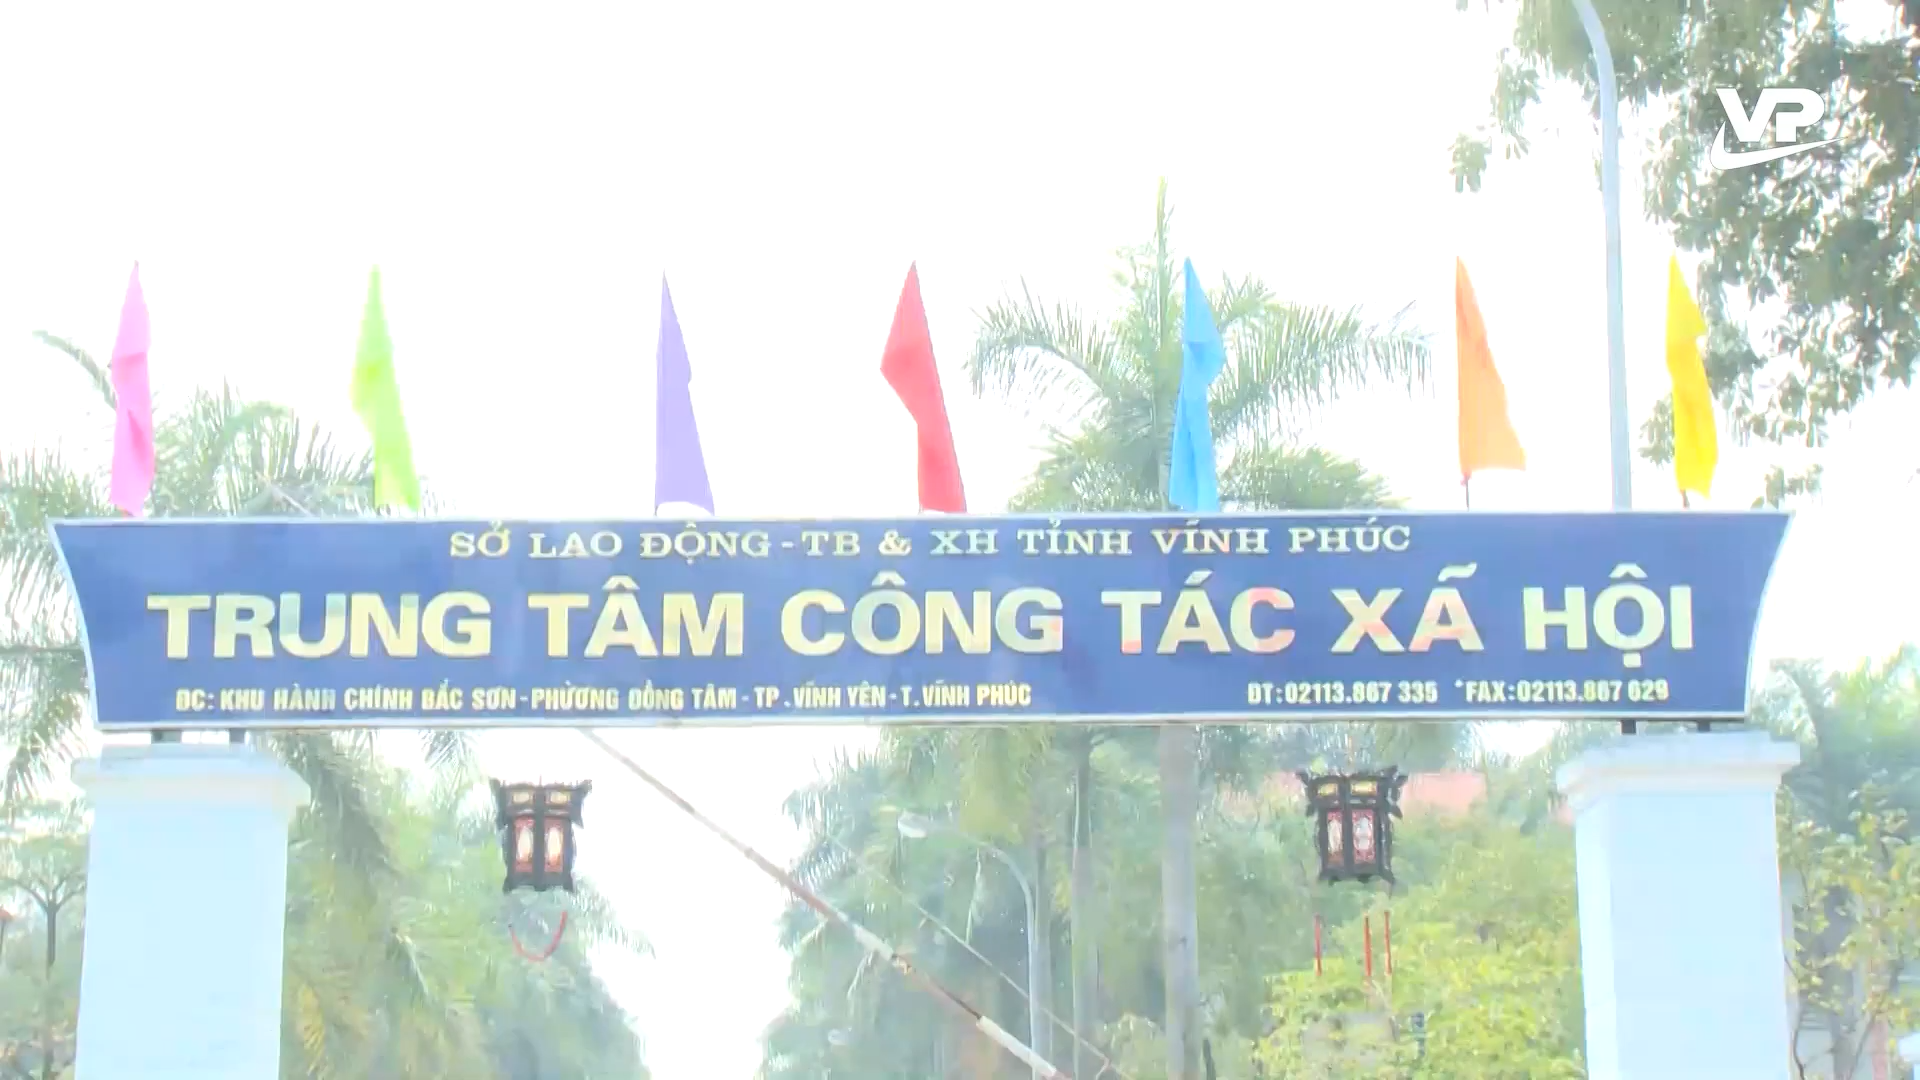 VP
SỞ LAO ĐỘNG - TB & XH TỈNH VĨNH PHÚC
TRUNG TÂM CÔNG TÁC XÃ HỘI
ĐC: KHU HÀNH CHÍNH BẮC SƠN - PHƯỜNG ĐỒNG TÂM - TP. VĨNH YÊN - T. VĨNH PHÚC
ĐT: 02113.867 335 *FAX: 02113.867 629